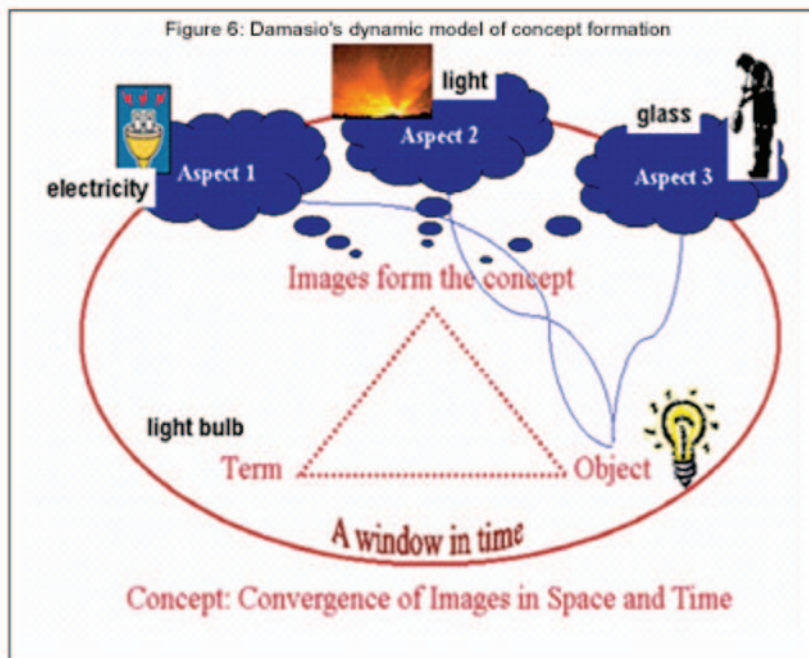 Figure 6: Damasio's dynamic model of concept formation
light
glass
Aspect 1
Aspect 2
Aspect 3
electricity
Images form the concept
light bulb
Term
Object
A window in time
Concept: Convergence of Images in Space and Time